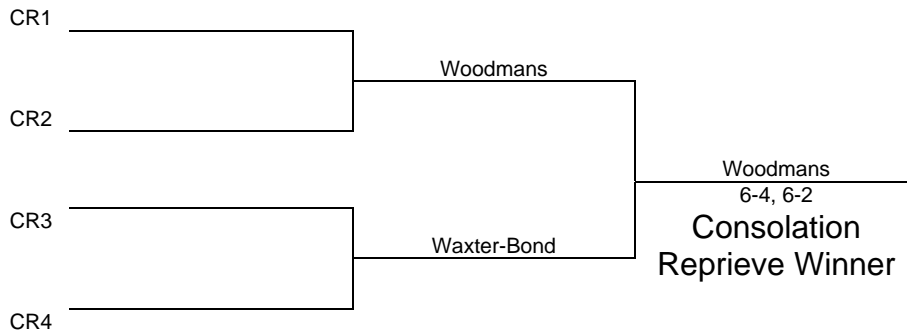 CR1
Woodmans
CR2
Woodmans
6-4, 6-2
CR3
Consolation
Waxter-Bond
Reprieve Winner
CR4